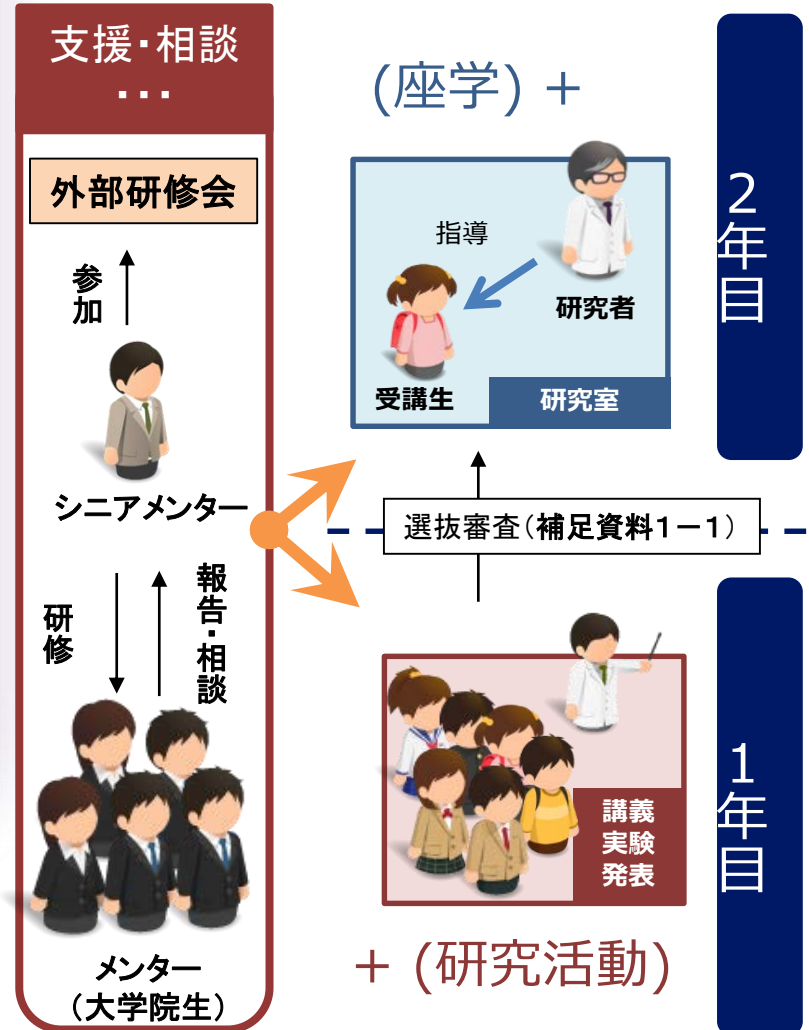 支援・相談
・・・
外部研修会
参加
シニアメンター
研修
報告・相談
メンター
（大学院生）
(座学) +
指導
研究者
受講生
研究室
2年目
選抜審査（補足資料１－１）
講義
実験
発表
1年目
+ (研究活動)